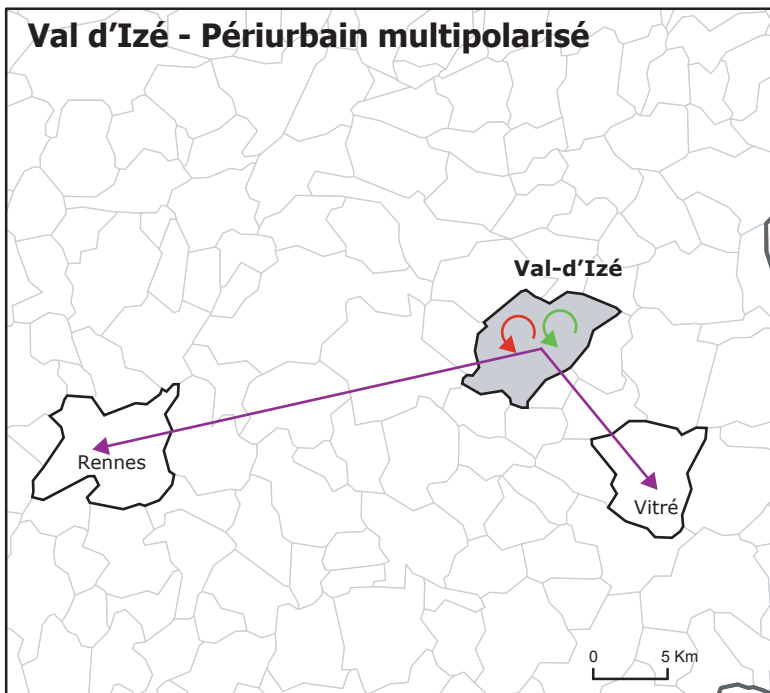 Val d'Izé - Périurbain multipolarisé
Val-d'Izé
Rennes
Vitré
0 5 Km